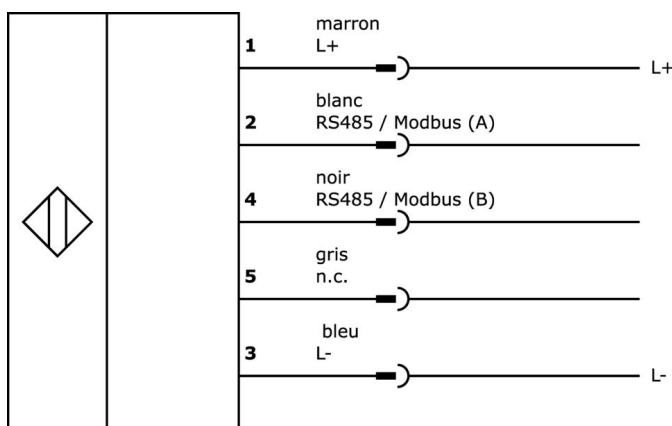 marron
1 L+
L+
blanc
2 RS485 / Modbus (A)
noir
4 RS485 / Modbus (B)
gris
5 n.c.
bleu
3 L-
L-